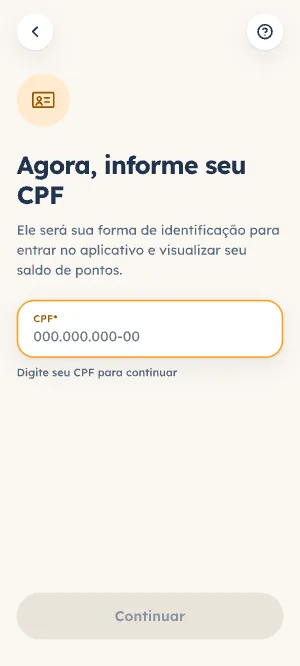 Agora, informe seu
CPF
Ele será sua forma de identificação para
entrar no aplicativo e visualizar seu
saldo de pontos.
CPF*
000.000.000-00
Digite seu CPF para continuar
Continuar